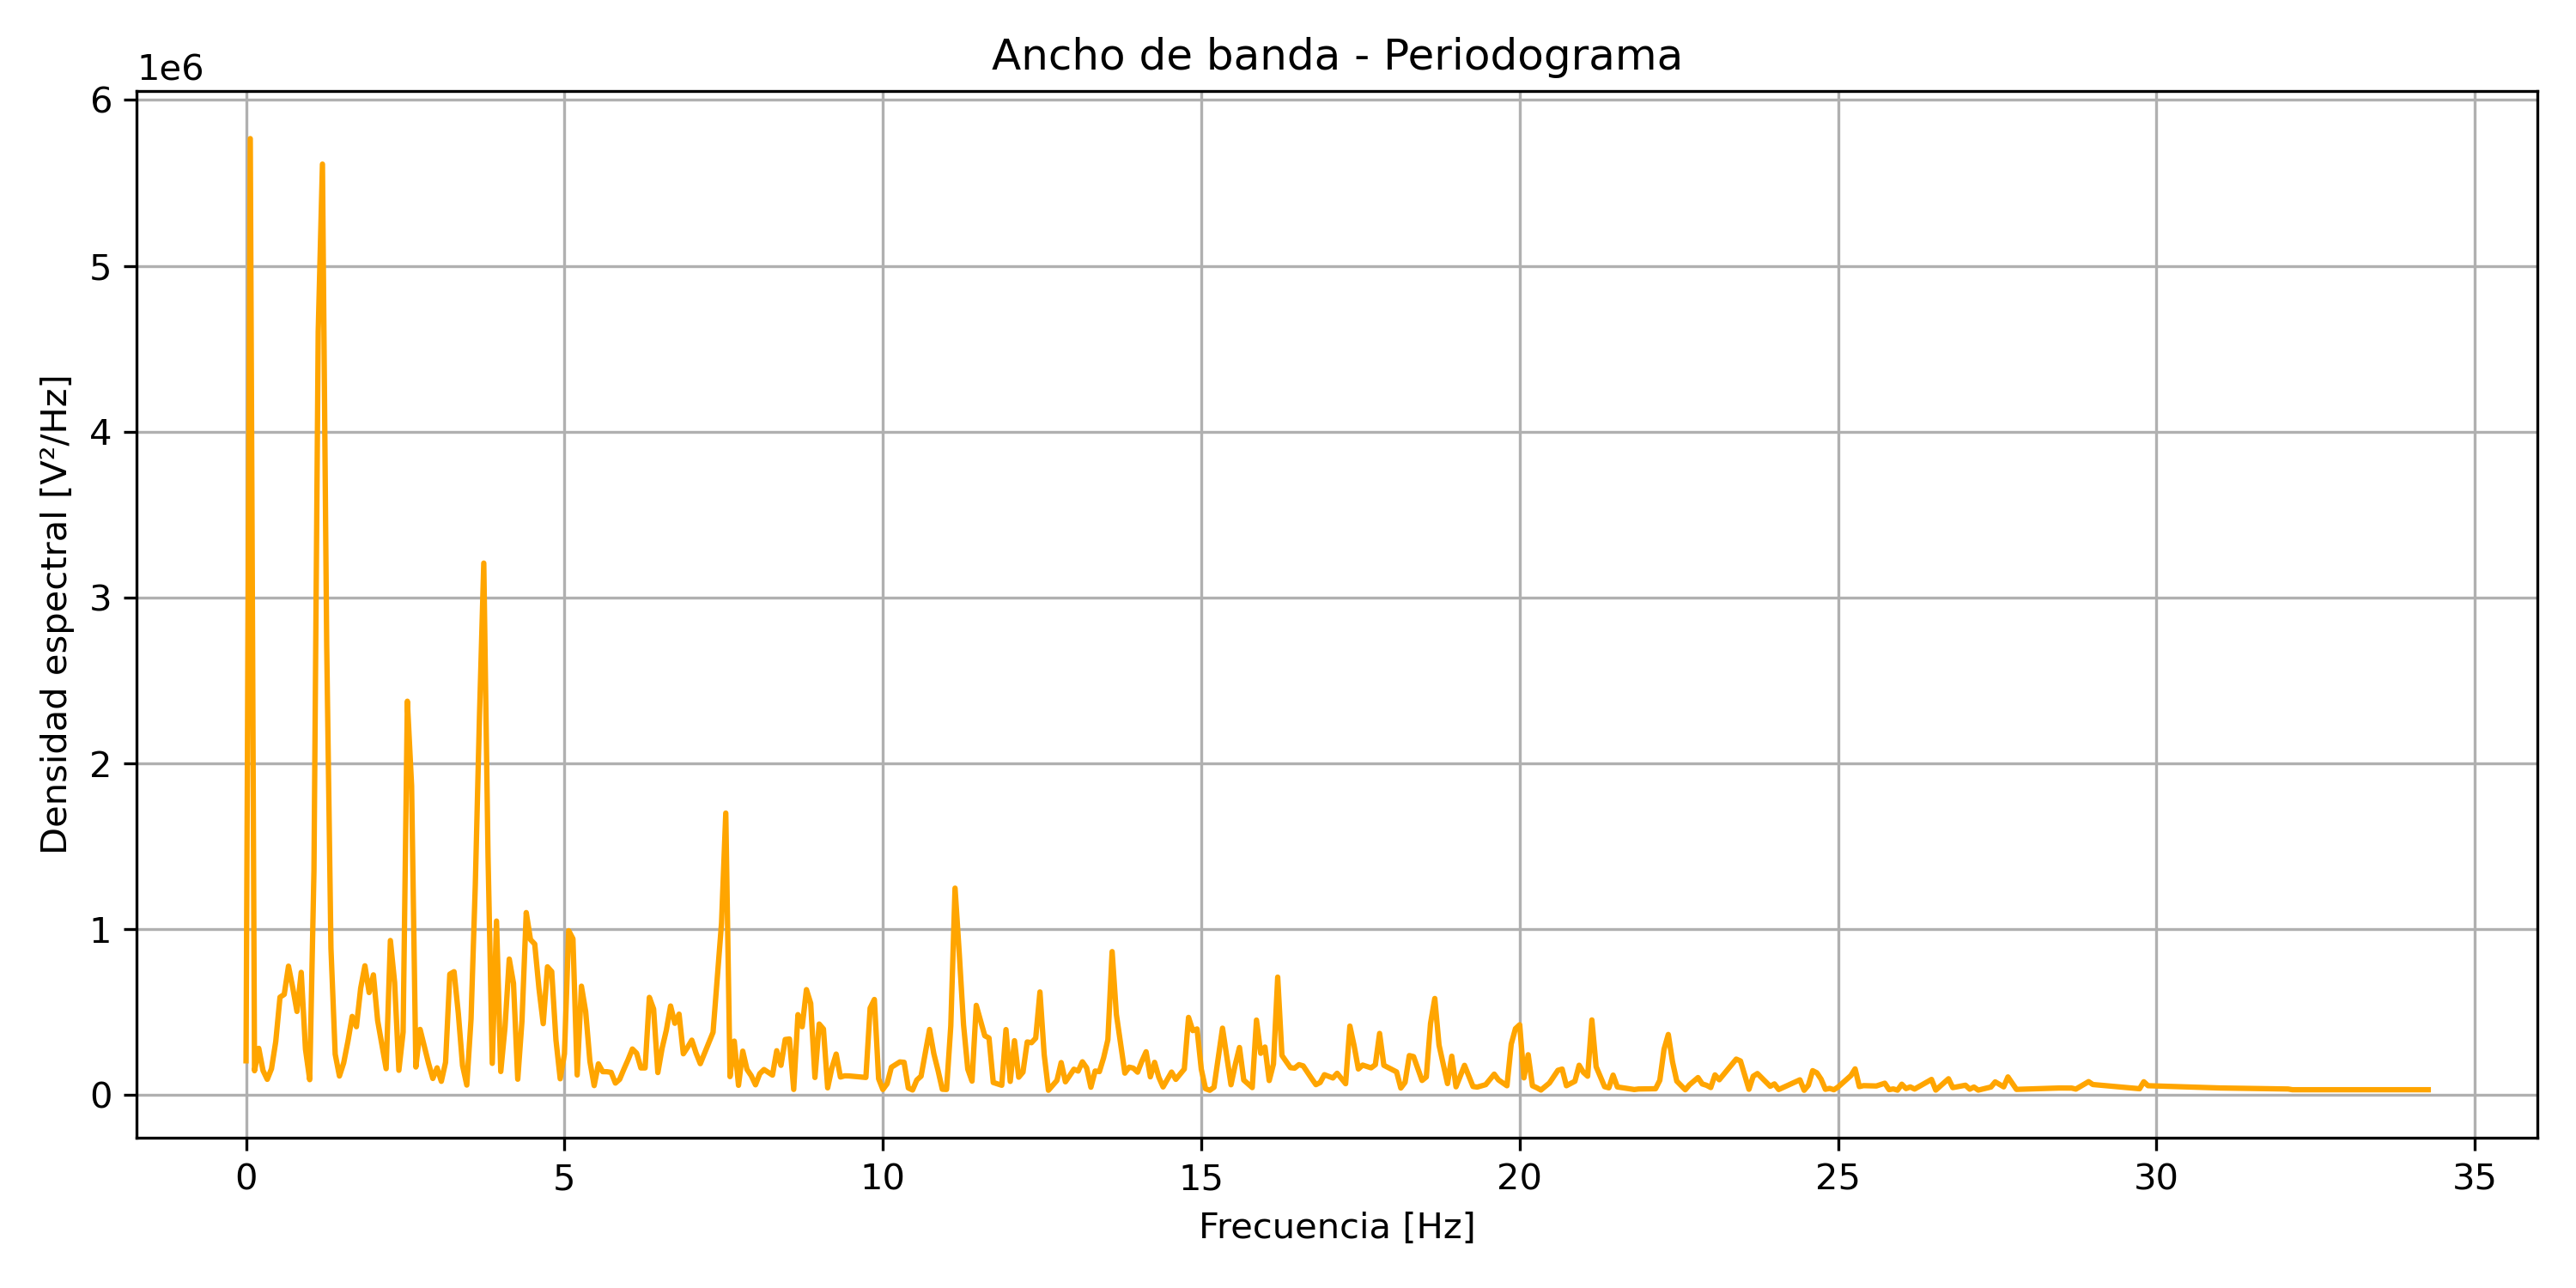 Ancho de banda - Periodograma
1e6
6
5
4
3
2
1
0
Densidad espectral [V²/Hz]
0 5 10 15 20 25 30 35
Frecuencia [Hz]